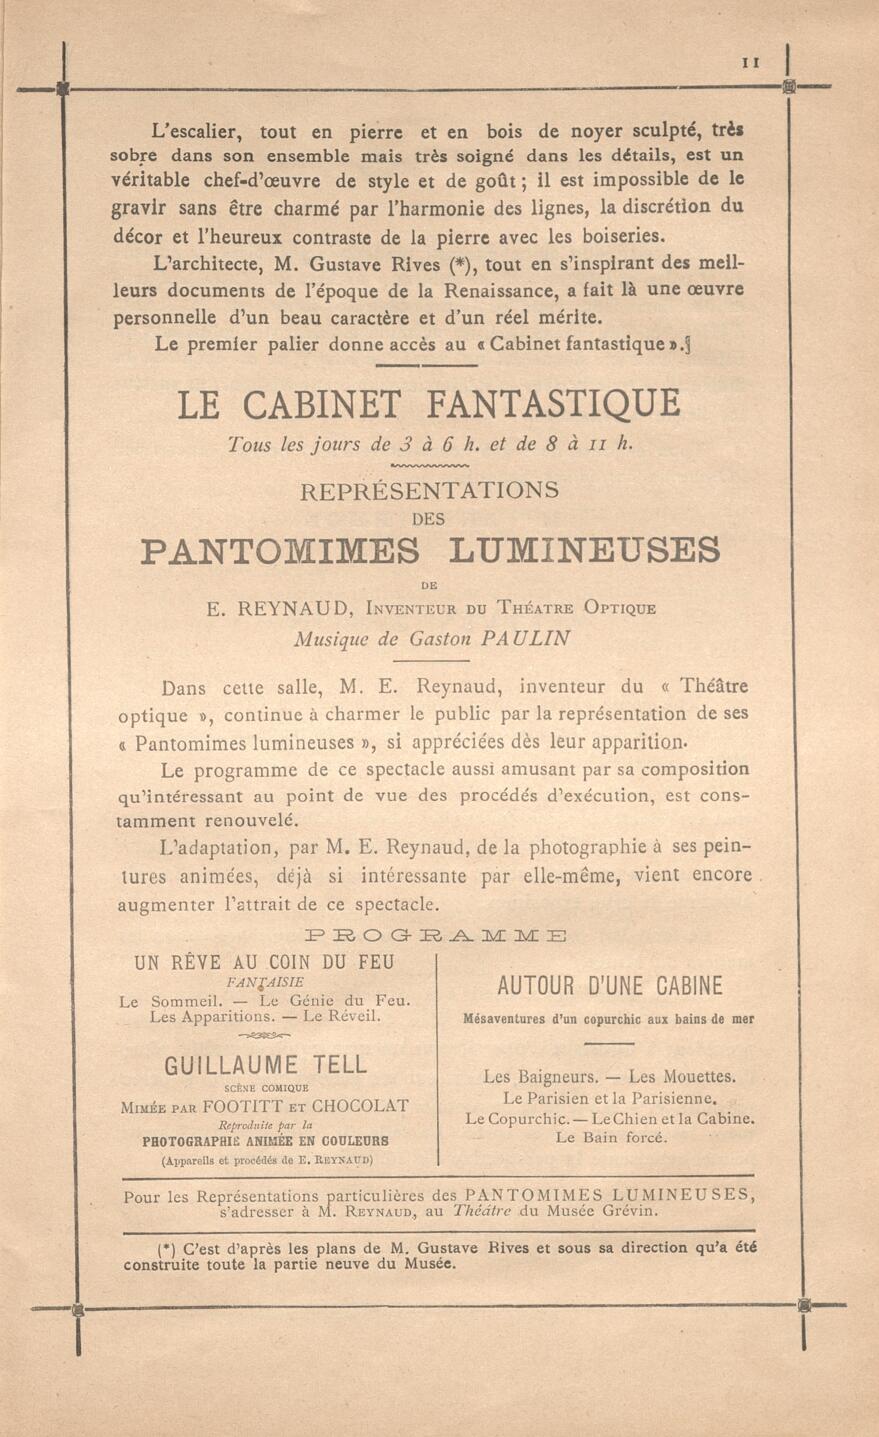 11
L'escalier, tout en pierre et en bois de noyer sculpté, très
sobre dans son ensemble mais très soigné dans les détails, est un
véritable chef-d'œuvre de style et de goût ; il est impossible de le
gravir sans être charmé par l'harmonie des lignes, la discrétion du
décor et l'heureux contraste de la pierre avec les boiseries.
L'architecte, M. Gustave Rives (*), tout en s'inspirant des meil-
leurs documents de l'époque de la Renaissance, a fait là une œuvre
personnelle d'un beau caractère et d'un réel mérite.
Le premier palier donne accès au « Cabinet fantastique ».
LE CABINET FANTASTIQUE
Tous les jours de 3 à 6 h. et de 8 à 11 h.
REPRÉSENTATIONS
DES
PANTOMIMES LUMINEUSES
DE
E. REYNAUD, INVENTEUR DU THÉATRE OPTIQUE
Musique de Gaston PAULIN
Dans cette salle, M. E. Reynaud, inventeur du « Théâtre
optique », continue à charmer le public par la représentation de ses
« Pantomimes lumineuses », si appréciées dès leur apparition.
Le programme de ce spectacle aussi amusant par sa composition
qu'intéressant au point de vue des procédés d'exécution, est cons-
tamment renouvelé.
L'adaptation, par M. E. Reynaud, de la photographie à ses pein-
tures animées, déjà si intéressante par elle-même, vient encore
augmenter l'attrait de ce spectacle.
PROGRAMME
UN RÊVE AU COIN DU FEU
FANTAISIE
Le Sommeil. — Le Génie du Feu.
Les Apparitions. — Le Réveil.
GUILLAUME TELL
SCÈNE COMIQUE
MIMÉE PAR FOOTITT ET CHOCOLAT
Reproduite par la
PHOTOGRAPHIE ANIMÉE EN COULEURS
(Appareils et procédés de E. REYNAUD)
AUTOUR D'UNE CABINE
Mésaventures d'un copurchic aux bains de mer
Les Baigneurs. — Les Mouettes.
Le Parisien et la Parisienne.
Le Copurchic. — Le Chien et la Cabine.
Le Bain forcé.
Pour les Représentations particulières des PANTOMIMES LUMINEUSES,
s'adresser à M. REYNAUD, au Théâtre du Musée Grévin.
(*) C'est d'après les plans de M. Gustave Rives et sous sa direction qu'a été
construite toute la partie neuve du Musée.